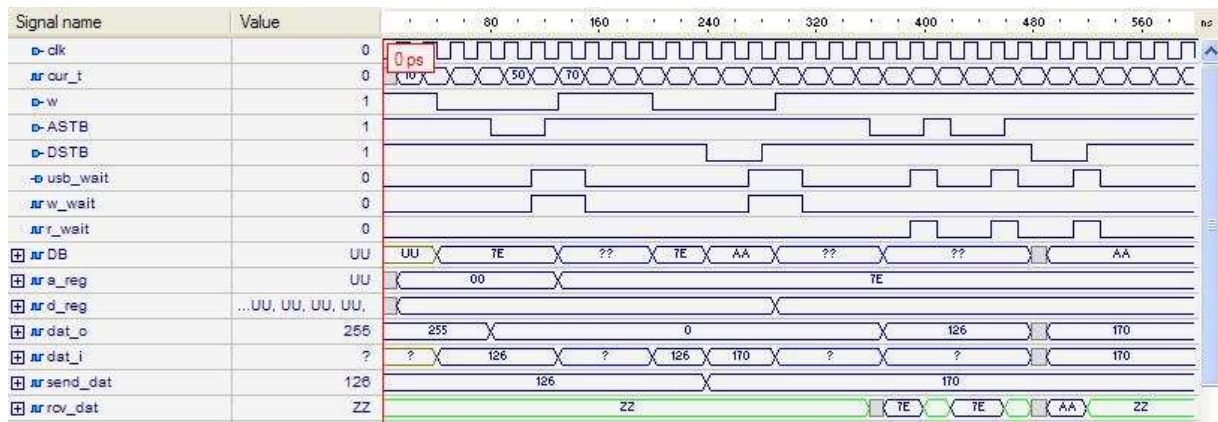 Signal name Value 80 160 240 320 400 480 560 ns
clk 0 0 ps
cur_t 0 10 50 70
w 1
ASTB 1
DSTB 1
usb_wait 0
w_wait 0
r_wait 0
DB UU UU 7E ?? 7E AA ?? ?? AA
a_reg UU 00 7E
d_reg ...UU, UU, UU, UU,
dat_o 255 255 0 126 170
dat_i ? ? 126 ? 126 170 ? ? 170
send_dat 126 126 170
rcv_dat ZZ ZZ 7E 7E AA ZZ